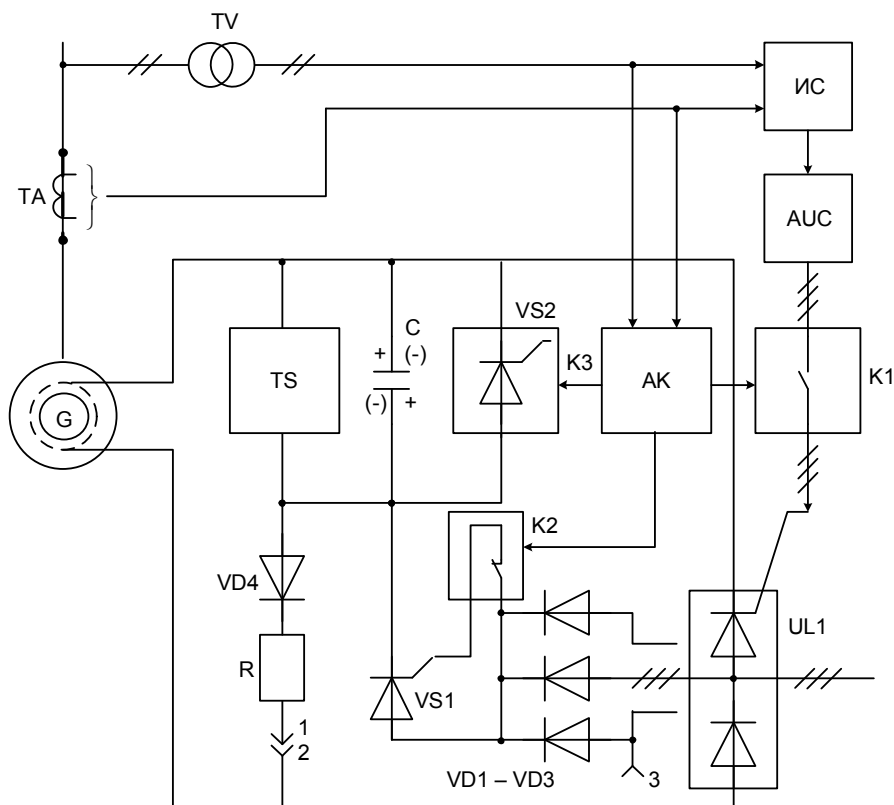 TV
ИС
TA
AUC
VS2
C
+ (-)
(-) +
TS
K3
AK
K1
G
K2
VD4
UL1
R
VS1
1
2
VD1 – VD3
3